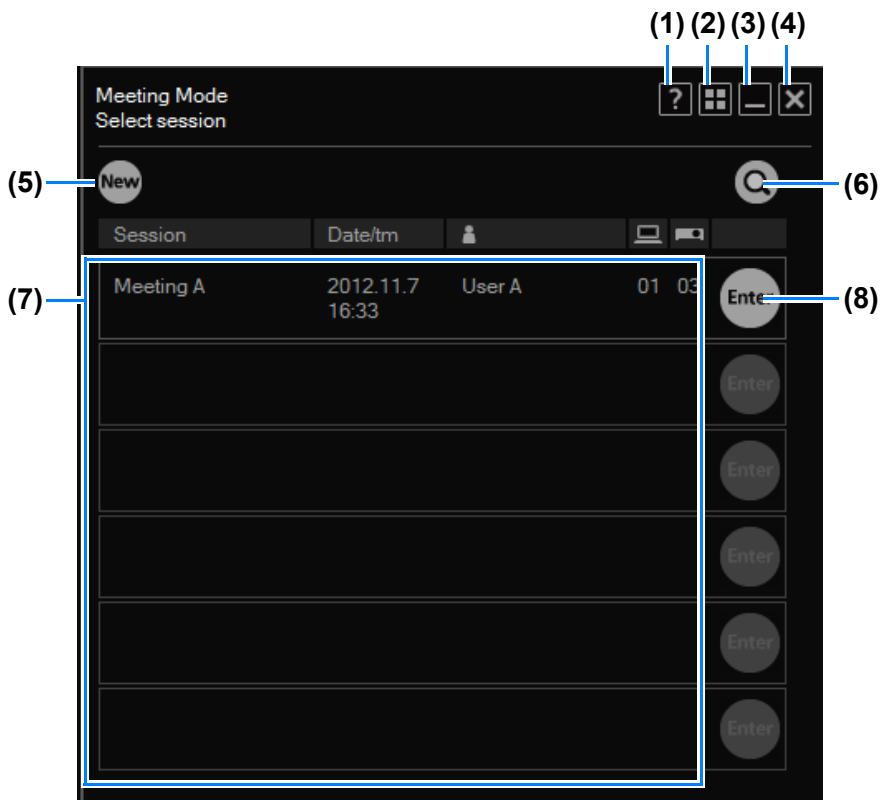 (1) (2) (3) (4)
Meeting Mode
Select session
?
(5)
New
(6)
Session Date/tm
(7)
Meeting A 2012.11.7 User A 01 03 Enter
16:33
(8)
Enter
Enter
Enter
Enter
Enter